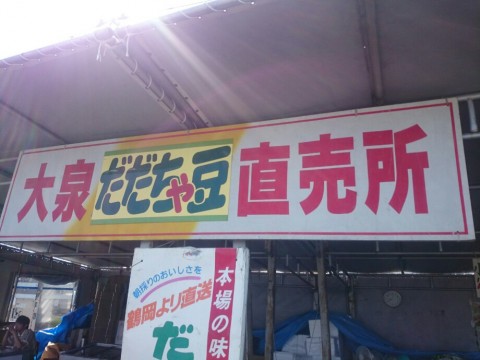 大泉だだちゃ豆直売所
朝採りのおいしさを
鶴岡より直送
だ
本場の味